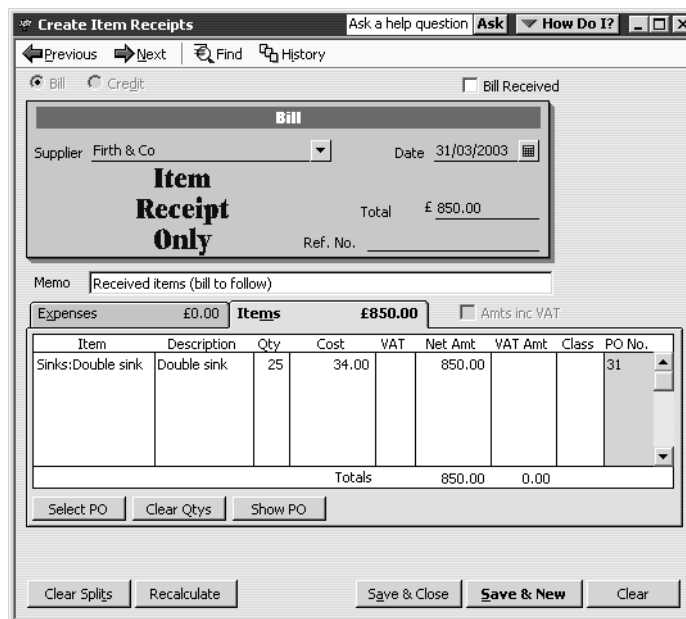 Create Item Receipts Ask a help question Ask How Do I?
Previous Next Find History
Bill Credit Bill Received
Bill
Supplier Firth & Co Date 31/03/2003
Item
Receipt
Only
Total £ 850.00
Ref. No.
Memo Received items (bill to follow)
Expenses £0.00 Items £850.00 Amts inc VAT
Item Description Qty Cost VAT Net Amt VAT Amt Class PO No.
Sinks:Double sink Double sink 25 34.00 850.00 31
Totals 850.00 0.00
Select PO Clear Qtys Show PO
Clear Splits Recalculate Save & Close Save & New Clear